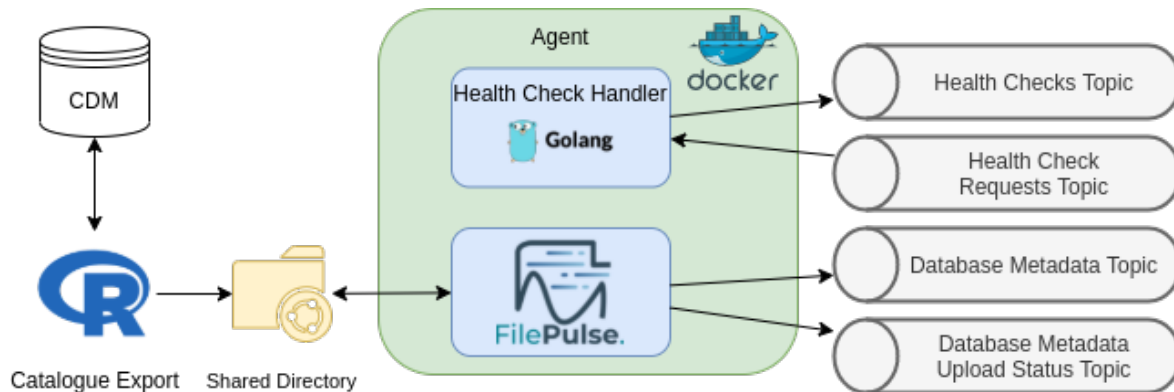 Agent
docker
CDM
Health Check Handler
Golang
Health Checks Topic
Health Check
Requests Topic
R
FilePulse.
Database Metadata Topic
Database Metadata
Upload Status Topic
Catalogue Export
Shared Directory